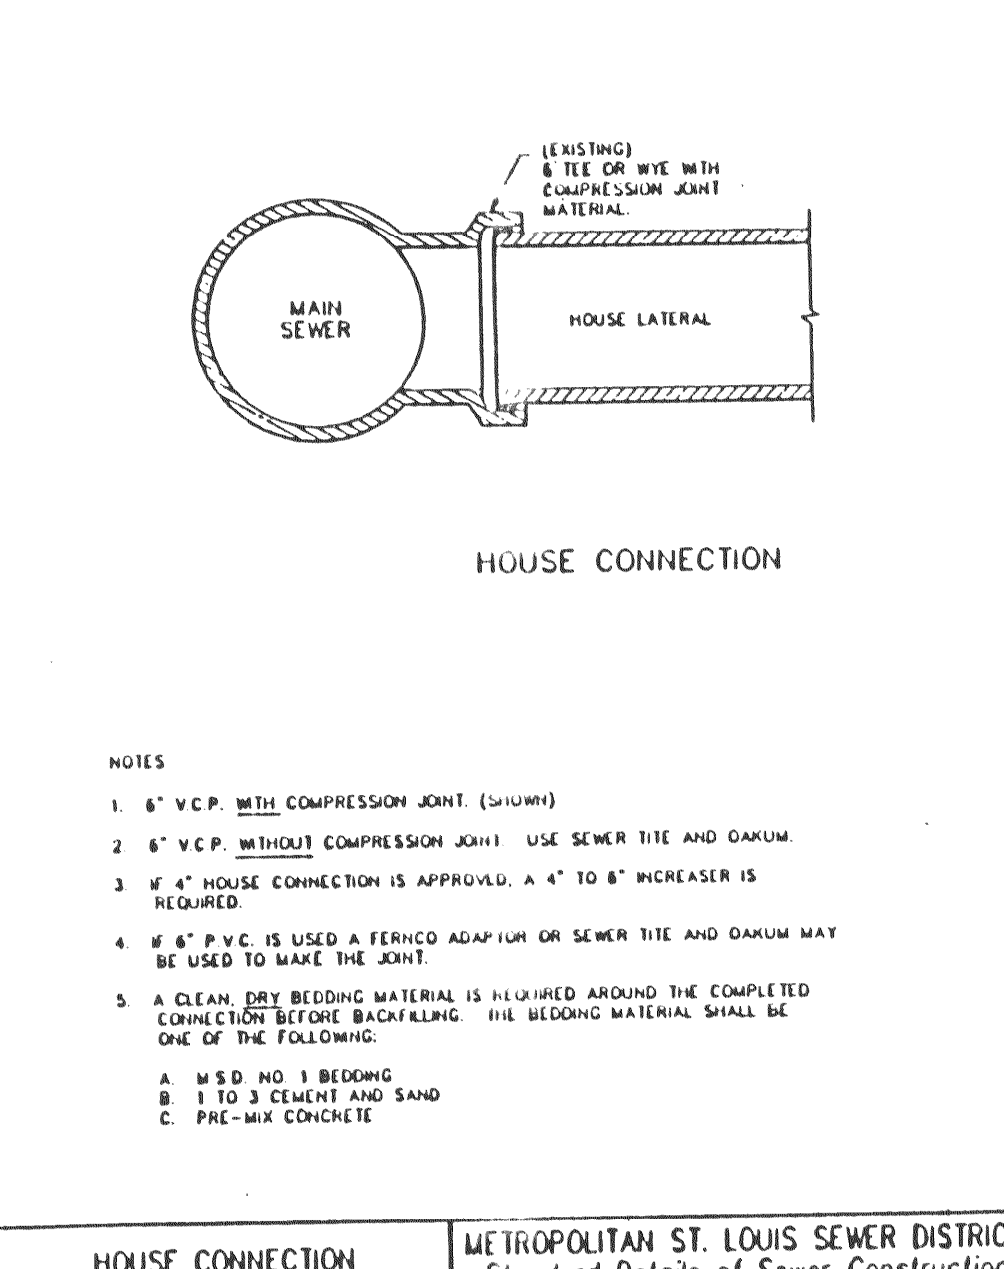 (EXISTING)
6" TEE OR WYE WITH
COMPRESSION JOINT
MATERIAL.
MAIN
SEWER
HOUSE LATERAL
HOUSE CONNECTION
NOTES
1. 6" V.C.P. WITH COMPRESSION JOINT. (SHOWN)
2 6" V.C.P. WITHOUT COMPRESSION JOINT. USE SEWER TITE AND OAKUM.
3. IF 4" HOUSE CONNECTION IS APPROVED, A 4" TO 6" INCREASER IS
REQUIRED.
4. IF 6" P.V.C. IS USED A FERNCO ADAPTOR OR SEWER TITE AND OAKUM MAY
BE USED TO MAKE THE JOINT.
5. A CLEAN, DRY BEDDING MATERIAL IS REQUIRED AROUND THE COMPLETED
CONNECTION BEFORE BACKFILLING. THE BEDDING MATERIAL SHALL BE
ONE OF THE FOLLOWING:
A. M.S.D. NO. 1 BEDDING
B. 1 TO 3 CEMENT AND SAND
C. PRE-MIX CONCRETE
HOUSE CONNECTION
METROPOLITAN ST. LOUIS SEWER DISTRIC
Standard Details of Sewer Construction